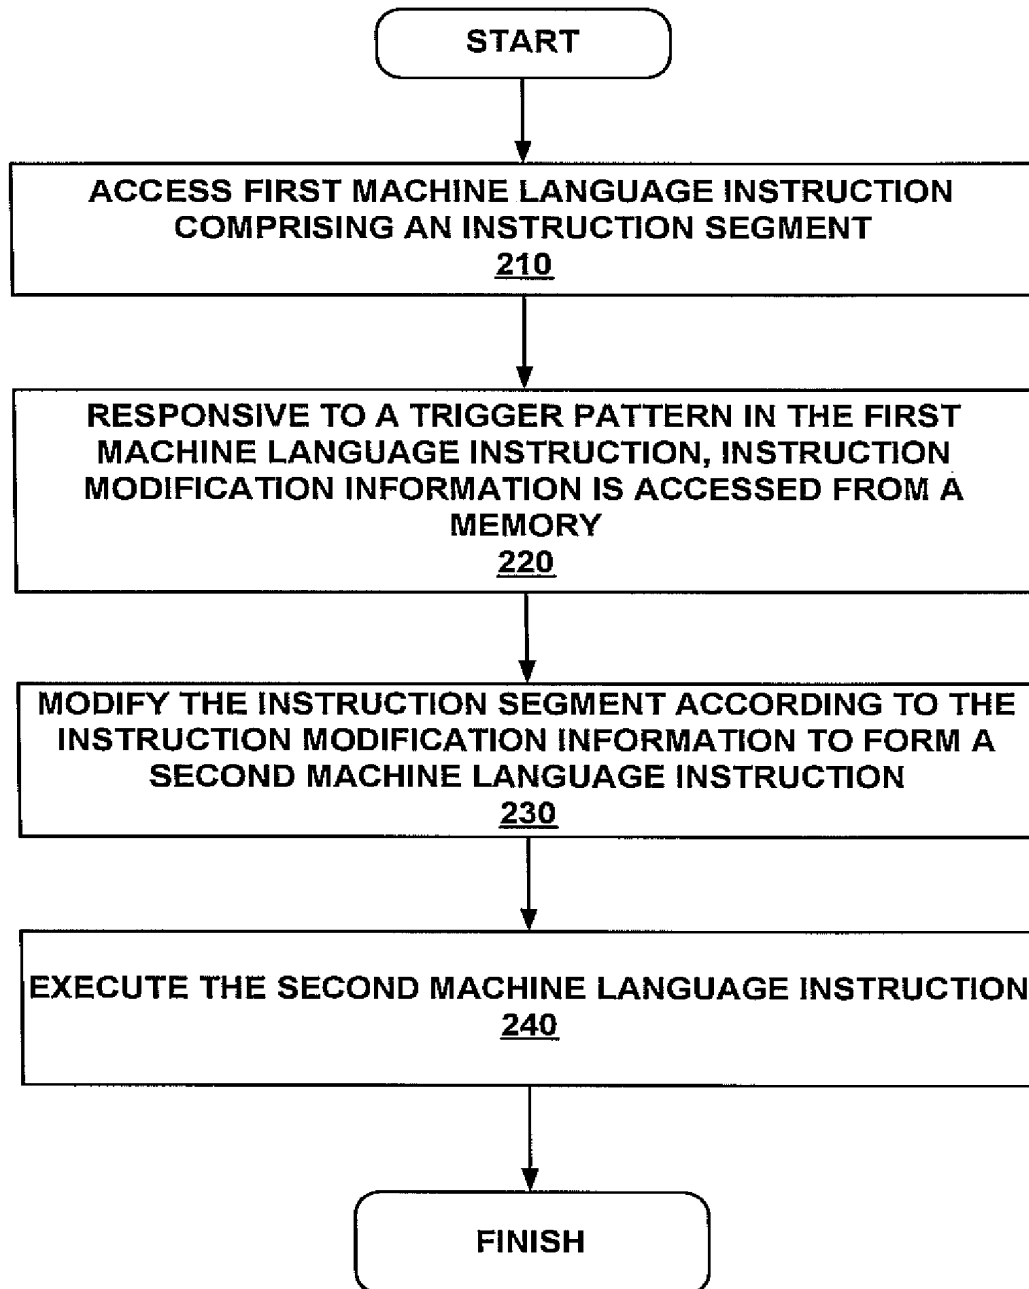 START
ACCESS FIRST MACHINE LANGUAGE INSTRUCTION
COMPRISING AN INSTRUCTION SEGMENT
210
RESPONSIVE TO A TRIGGER PATTERN IN THE FIRST
MACHINE LANGUAGE INSTRUCTION, INSTRUCTION
MODIFICATION INFORMATION IS ACCESSED FROM A
MEMORY
220
MODIFY THE INSTRUCTION SEGMENT ACCORDING TO THE
INSTRUCTION MODIFICATION INFORMATION TO FORM A
SECOND MACHINE LANGUAGE INSTRUCTION
230
EXECUTE THE SECOND MACHINE LANGUAGE INSTRUCTION
240
FINISH